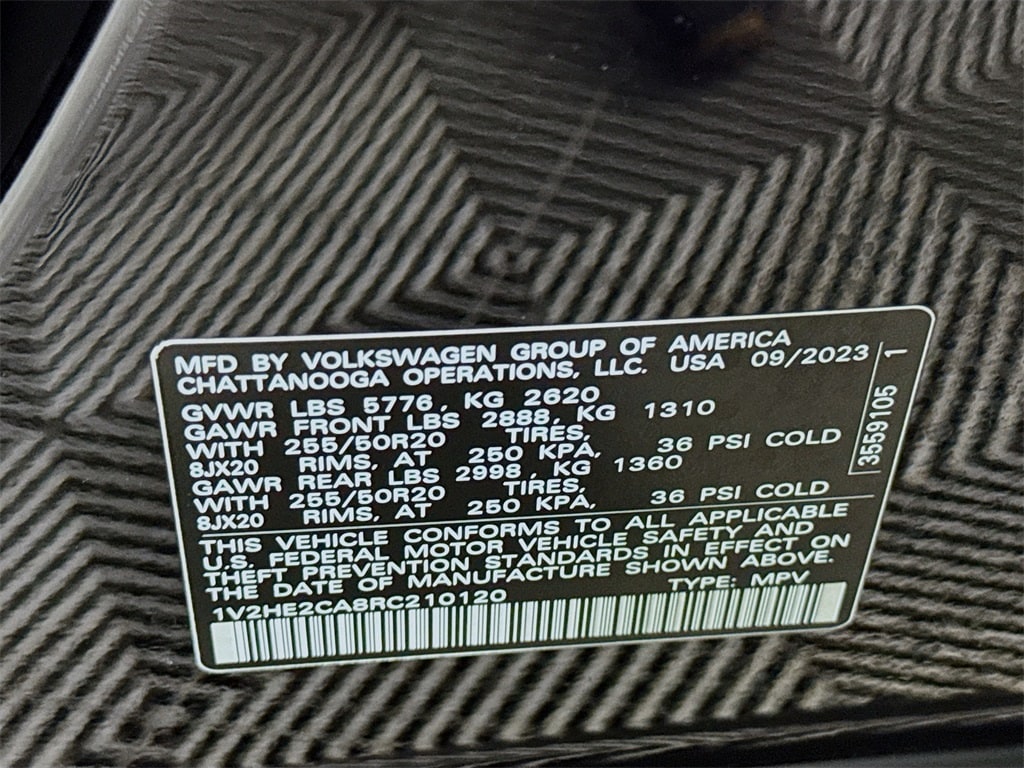 MFD BY VOLKSWAGEN GROUP OF AMERICA
CHATTANOOGA OPERATIONS, LLC. USA 09/2023
GVWR LBS 5776, KG 2620
GAWR FRONT LBS 2888, KG 1310
WITH 255/50R20 TIRES,
8JX20 RIMS, AT 250 KPA, 36 PSI COLD
GAWR REAR LBS 2998, KG 1360
WITH 255/50R20 TIRES,
8JX20 RIMS, AT 250 KPA, 36 PSI COLD
THIS VEHICLE CONFORMS TO ALL APPLICABLE
U.S. FEDERAL MOTOR VEHICLE SAFETY AND
THEFT PREVENTION STANDARDS IN EFFECT ON
THE DATE OF MANUFACTURE SHOWN ABOVE.
1V2HE2CA8RC210120 TYPE: MPV
3559105 1